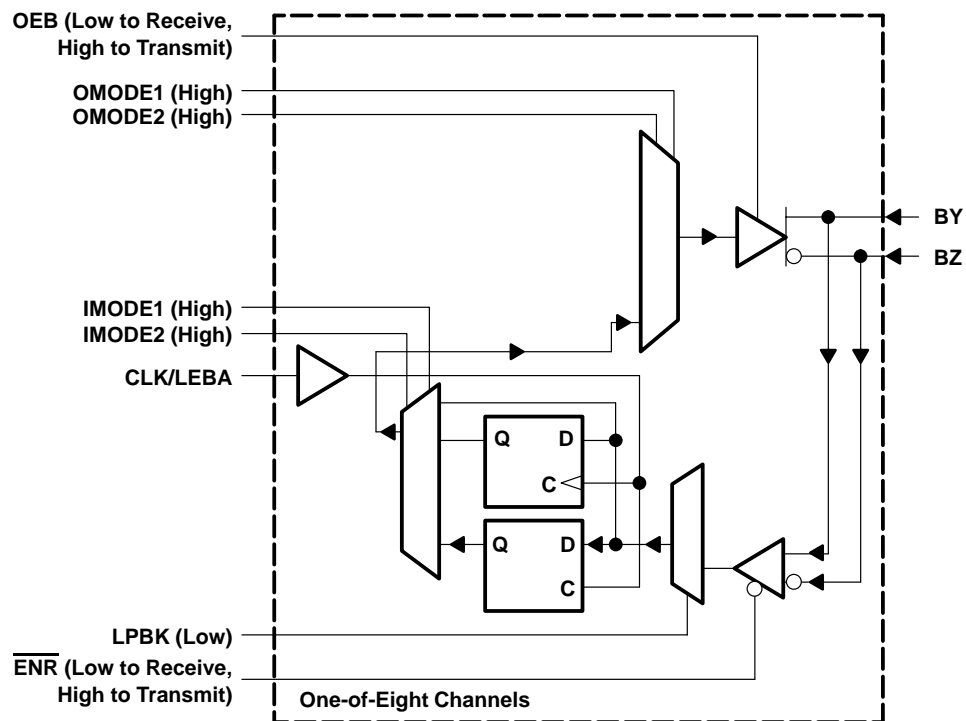 OEB (Low to Receive,
High to Transmit)
OMODE1 (High)
OMODE2 (High)
BY
BZ
IMODE1 (High)
IMODE2 (High)
CLK/LEBA
Q D
C
Q D
C
LPBK (Low)
ENR (Low to Receive,
High to Transmit)
One-of-Eight Channels